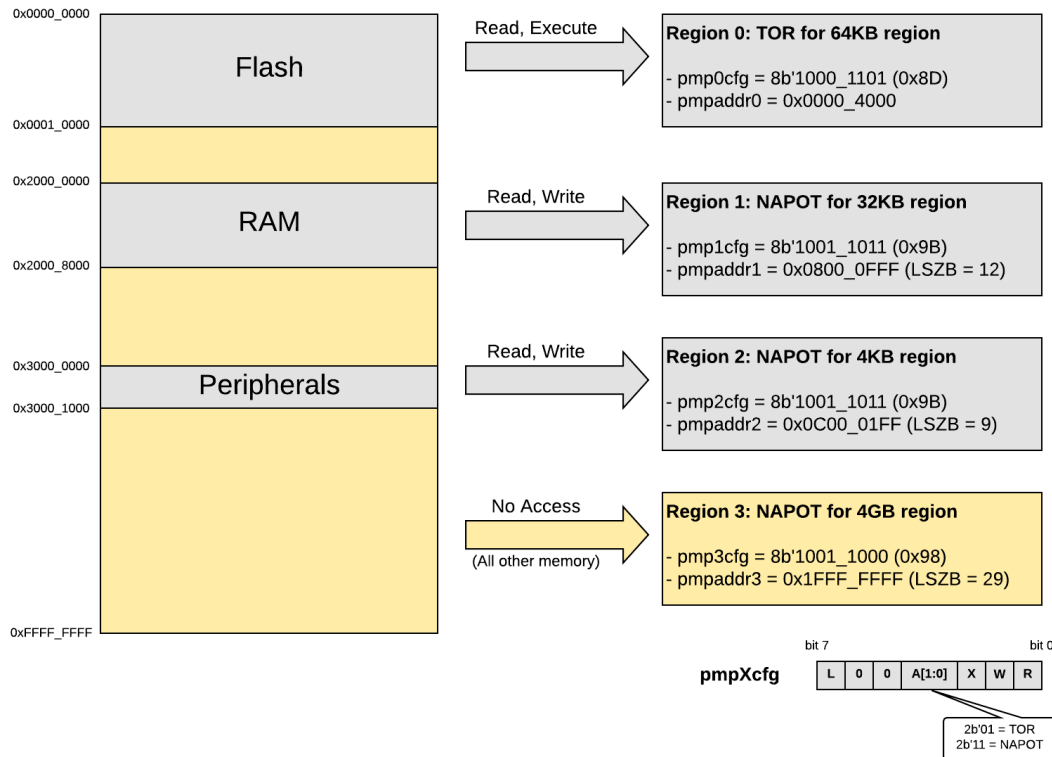 0x0000_0000
Flash
0x0001_0000
0x2000_0000
RAM
0x2000_8000
0x3000_0000
Peripherals
0x3000_1000
0xFFFF_FFFF
Read, Execute
Region 0: TOR for 64KB region
- pmp0cfg = 8b'1000_1101 (0x8D)
- pmpaddr0 = 0x0000_4000
Read, Write
Region 1: NAPOT for 32KB region
- pmp1cfg = 8b'1001_1011 (0x9B)
- pmpaddr1 = 0x0800_0FFF (LSZB = 12)
Read, Write
Region 2: NAPOT for 4KB region
- pmp2cfg = 8b'1001_1011 (0x9B)
- pmpaddr2 = 0x0C00_01FF (LSZB = 9)
No Access
(All other memory)
Region 3: NAPOT for 4GB region
- pmp3cfg = 8b'1001_1000 (0x98)
- pmpaddr3 = 0x1FFF_FFFF (LSZB = 29)
bit 7 bit 0
pmpXcfg L 0 0 A[1:0] X W R
2b'01 = TOR
2b'11 = NAPOT